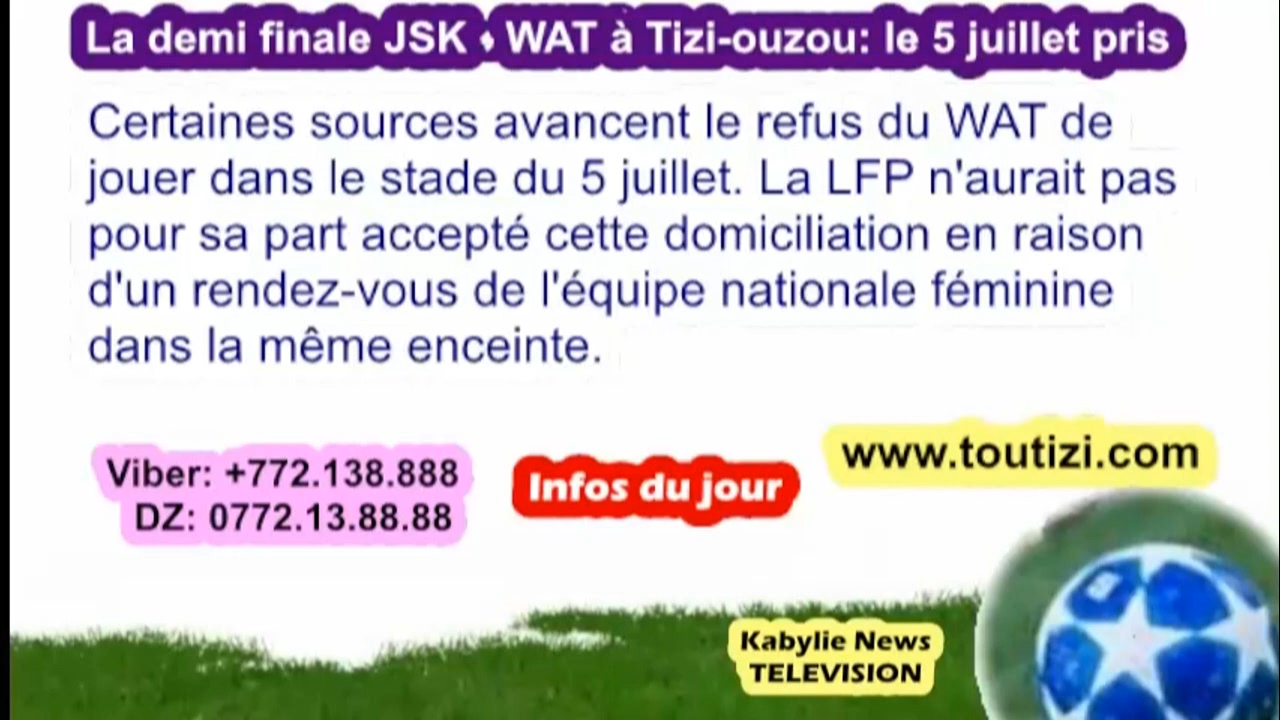 La demi finale JSK ♦ WAT à Tizi-ouzou: le 5 juillet pris
Certaines sources avancent le refus du WAT de
jouer dans le stade du 5 juillet. La LFP n'aurait pas
pour sa part accepté cette domiciliation en raison
d'un rendez-vous de l'équipe nationale féminine
dans la même enceinte.
Viber: +772.138.888
DZ: 0772.13.88.88
Infos du jour
www.toutizi.com
Kabylie News
TELEVISION